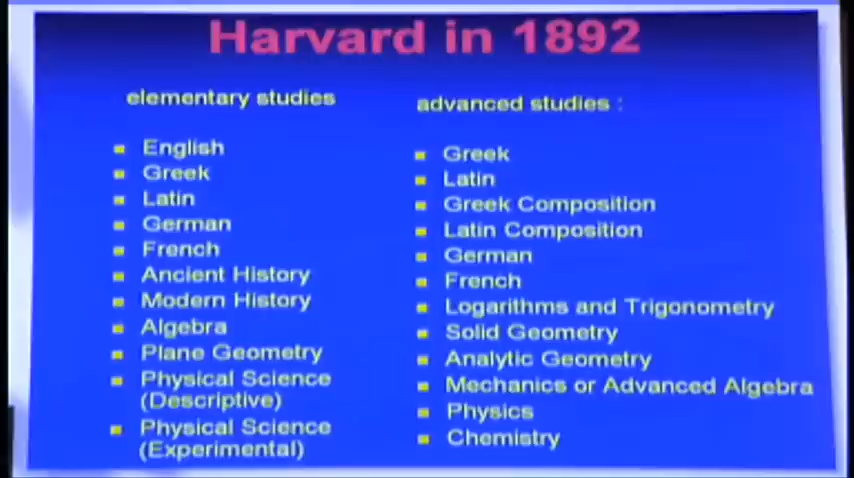 Harvard in 1892
elementary studies
English
Greek
Latin
German
French
Ancient History
Modern History
Algebra
Plane Geometry
Physical Science
(Descriptive)
Physical Science
(Experimental)
advanced studies :
Greek
Latin
Greek Composition
Latin Composition
German
French
Logarithms and Trigonometry
Solid Geometry
Analytic Geometry
Mechanics or Advanced Algebra
Physics
Chemistry